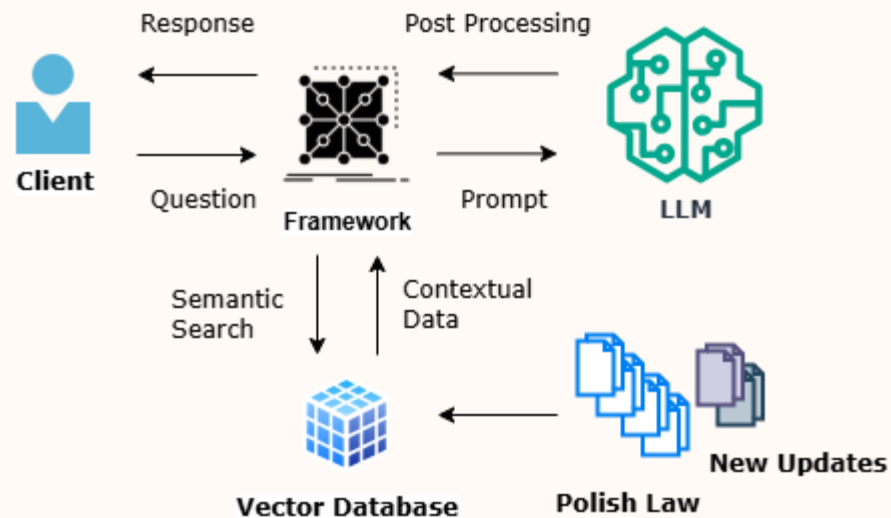 Response
Post Processing
Client
Question
Prompt
Framework
LLM
Semantic
Search
Contextual
Data
New Updates
Vector Database
Polish Law